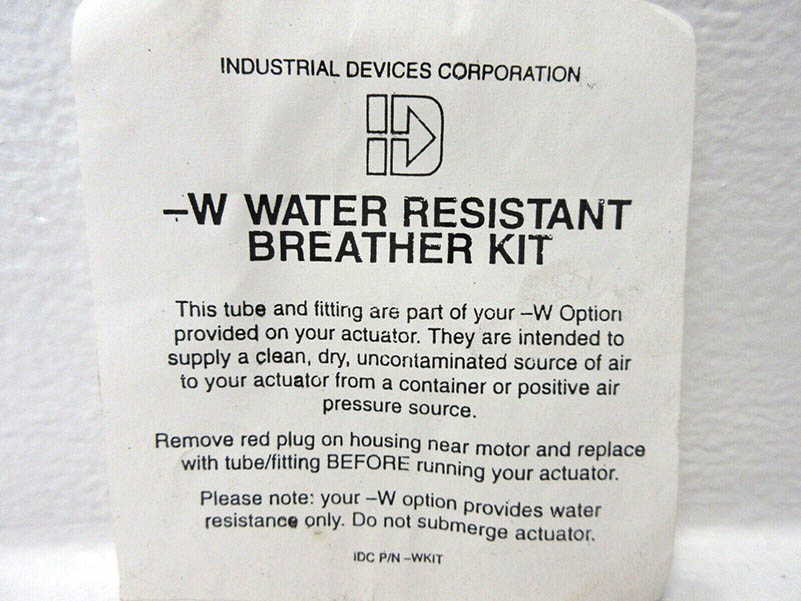 INDUSTRIAL DEVICES CORPORATION
ID
–W WATER RESISTANT
BREATHER KIT
This tube and fitting are part of your –W Option
provided on your actuator. They are intended to
supply a clean, dry, uncontaminated source of air
to your actuator from a container or positive air
pressure source.
Remove red plug on housing near motor and replace
with tube/fitting BEFORE running your actuator.
Please note: your –W option provides water
resistance only. Do not submerge actuator.
IDC P/N –WKIT